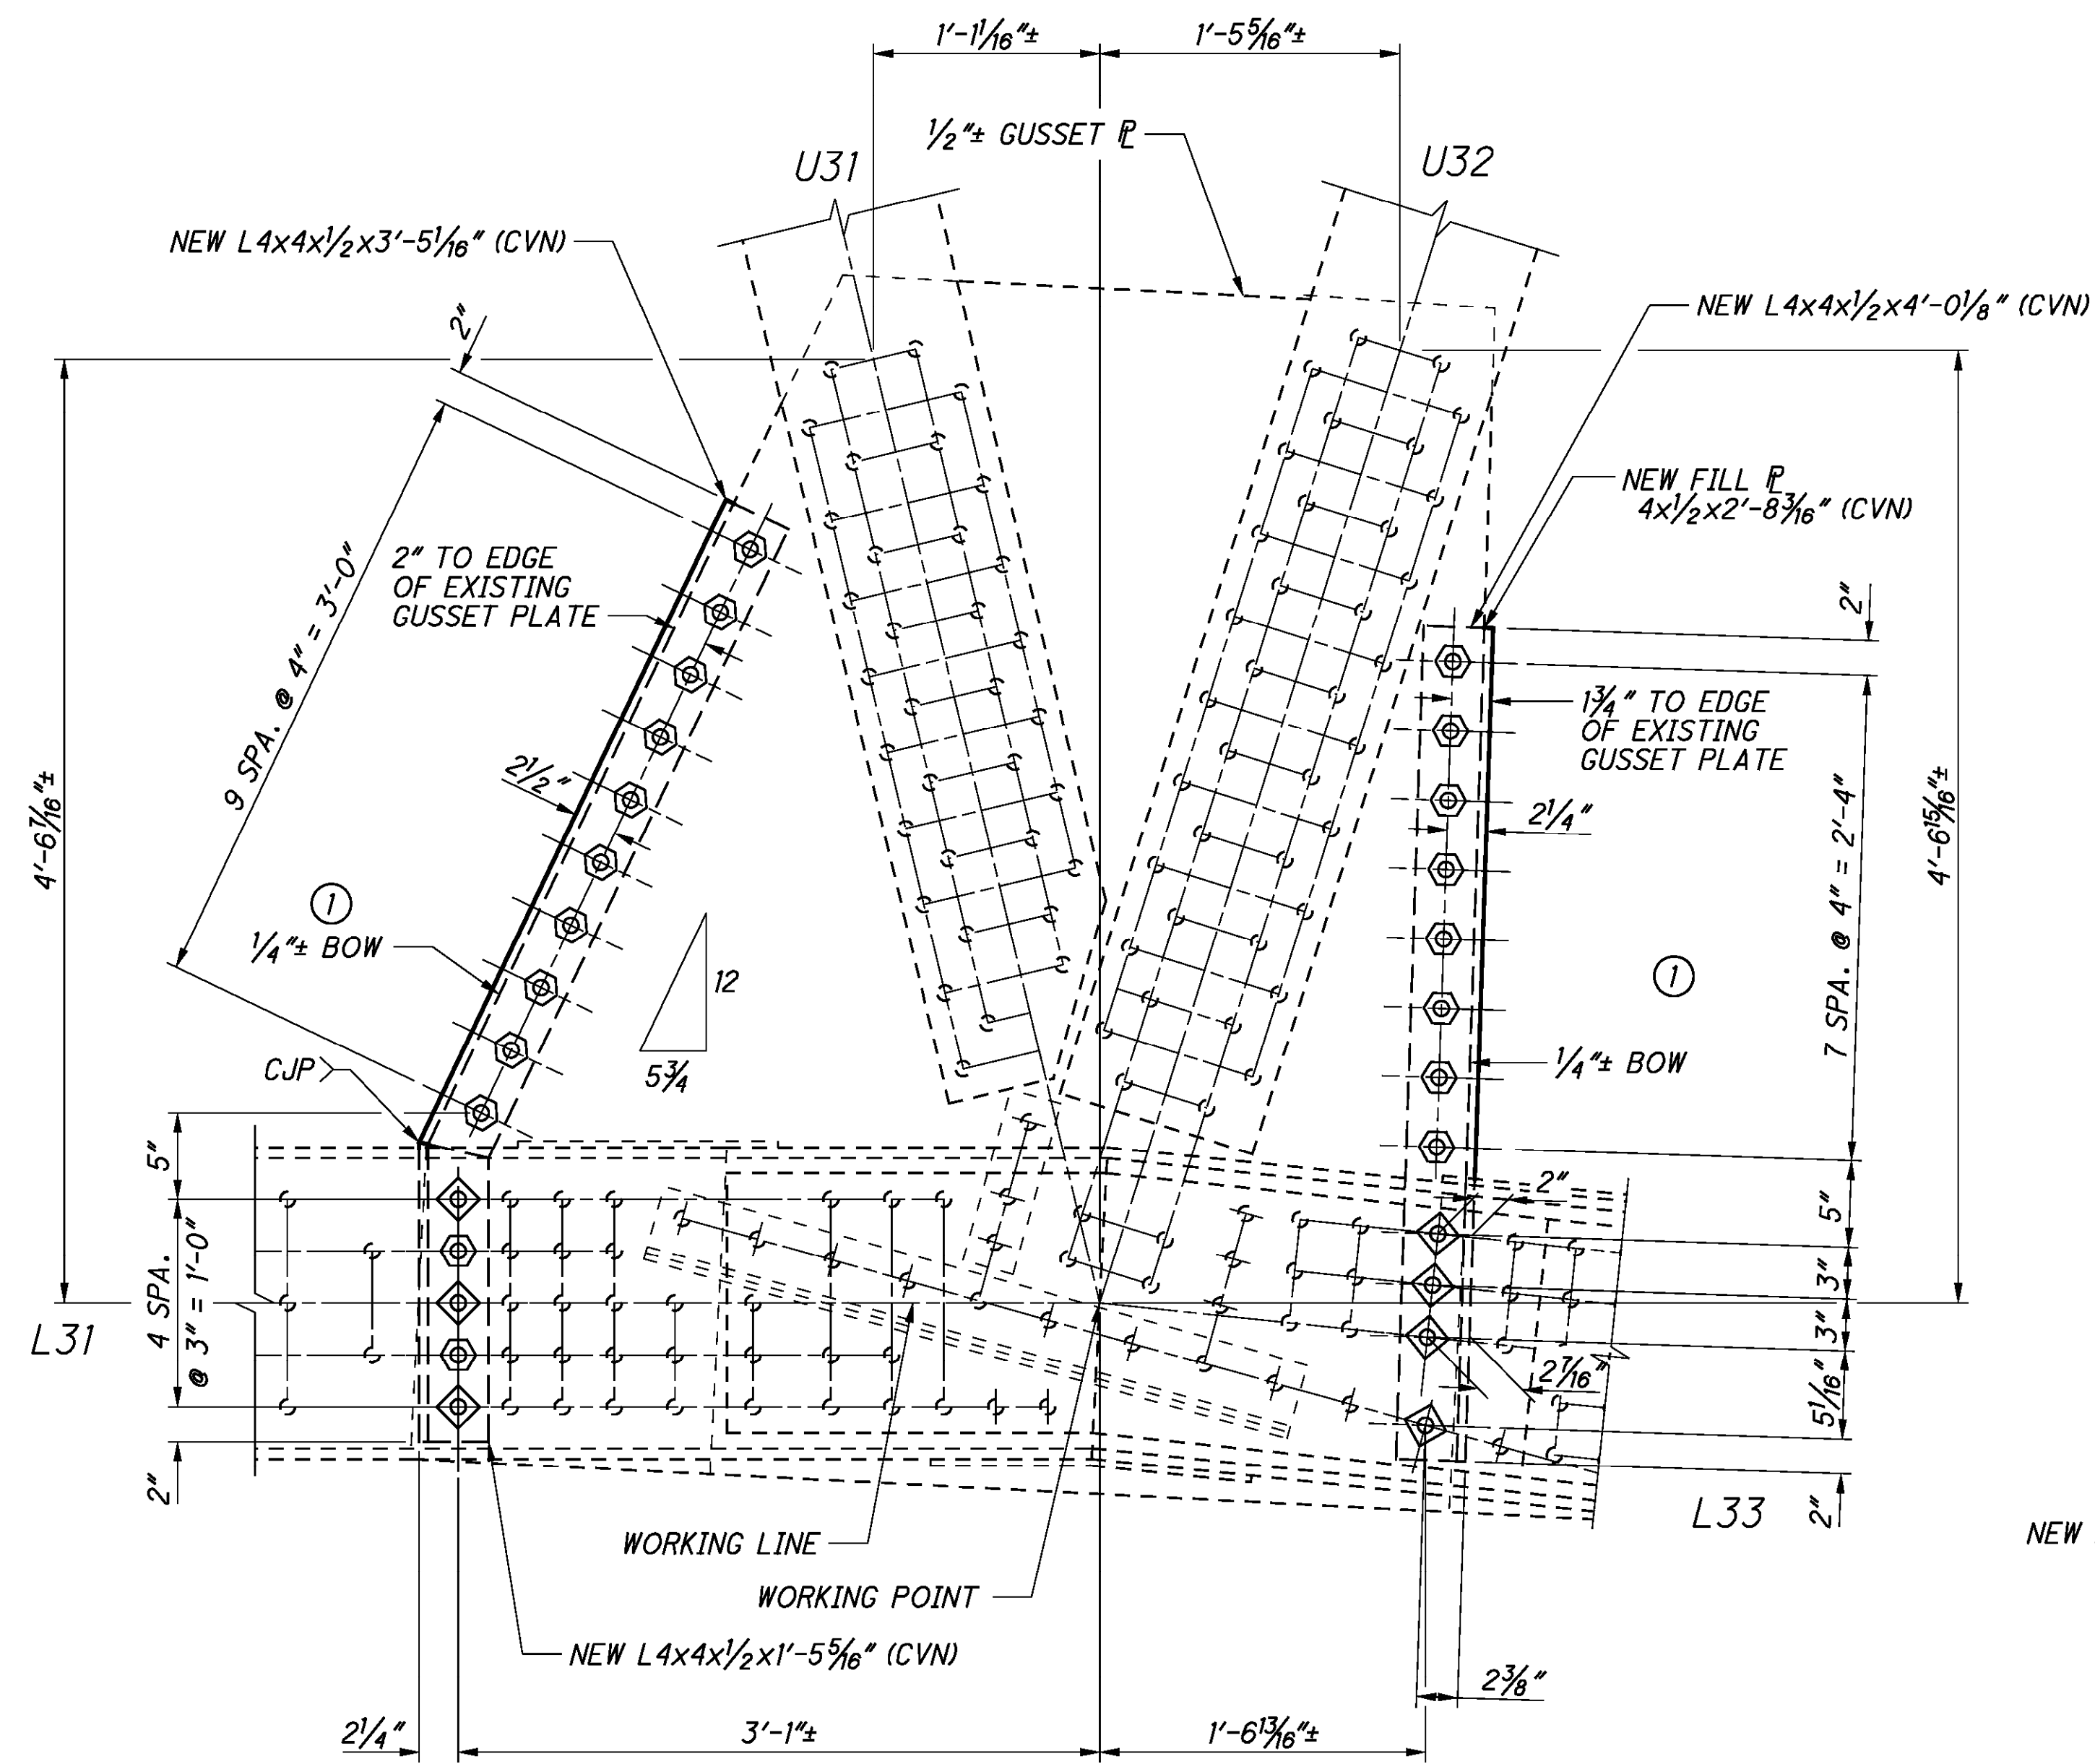 1'-1 1/16"± 1'-5 5/16"±
1/2"± GUSSET ℄
U31 U32
NEW L4x4x1/2x3'-5 1/16" (CVN)
NEW L4x4x1/2x4'-0 1/8" (CVN)
2"
NEW FILL ℄
4x1/2x2'-8 3/16" (CVN)
2" TO EDGE
OF EXISTING
GUSSET PLATE
2"
9 SPA. @ 4" = 3'-0"
1 3/4" TO EDGE
OF EXISTING
GUSSET PLATE
2 1/2"
2 1/4"
4'-6 7/16"±
4'-6 15/16"±
7 SPA. @ 4" = 2'-4"
1
1/4"± BOW
12
5 3/4
1
1/4"± BOW
CJP
5"
2"
5"
4 SPA.
@ 3" = 1'-0"
3"
3"
L31
2 7/16"
5 1/16"
2"
2"
L33
WORKING LINE
NEW
WORKING POINT
NEW L4x4x1/2x1'-5 5/16" (CVN)
2 3/8"
2 1/4"
3'-1"±
1'-6 13/16"±